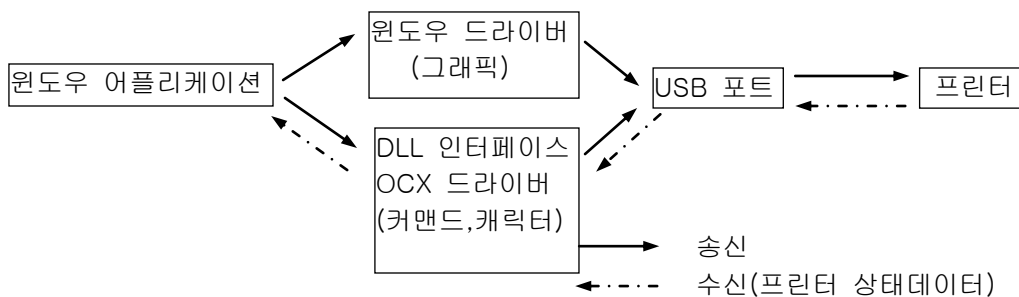 윈도우 드라이버
(그래픽)
윈도우 어플리케이션
USB 포트
프린터
DLL 인터페이스
OCX 드라이버
(커맨드,캐릭터)
송신
수신(프린터 상태데이터)